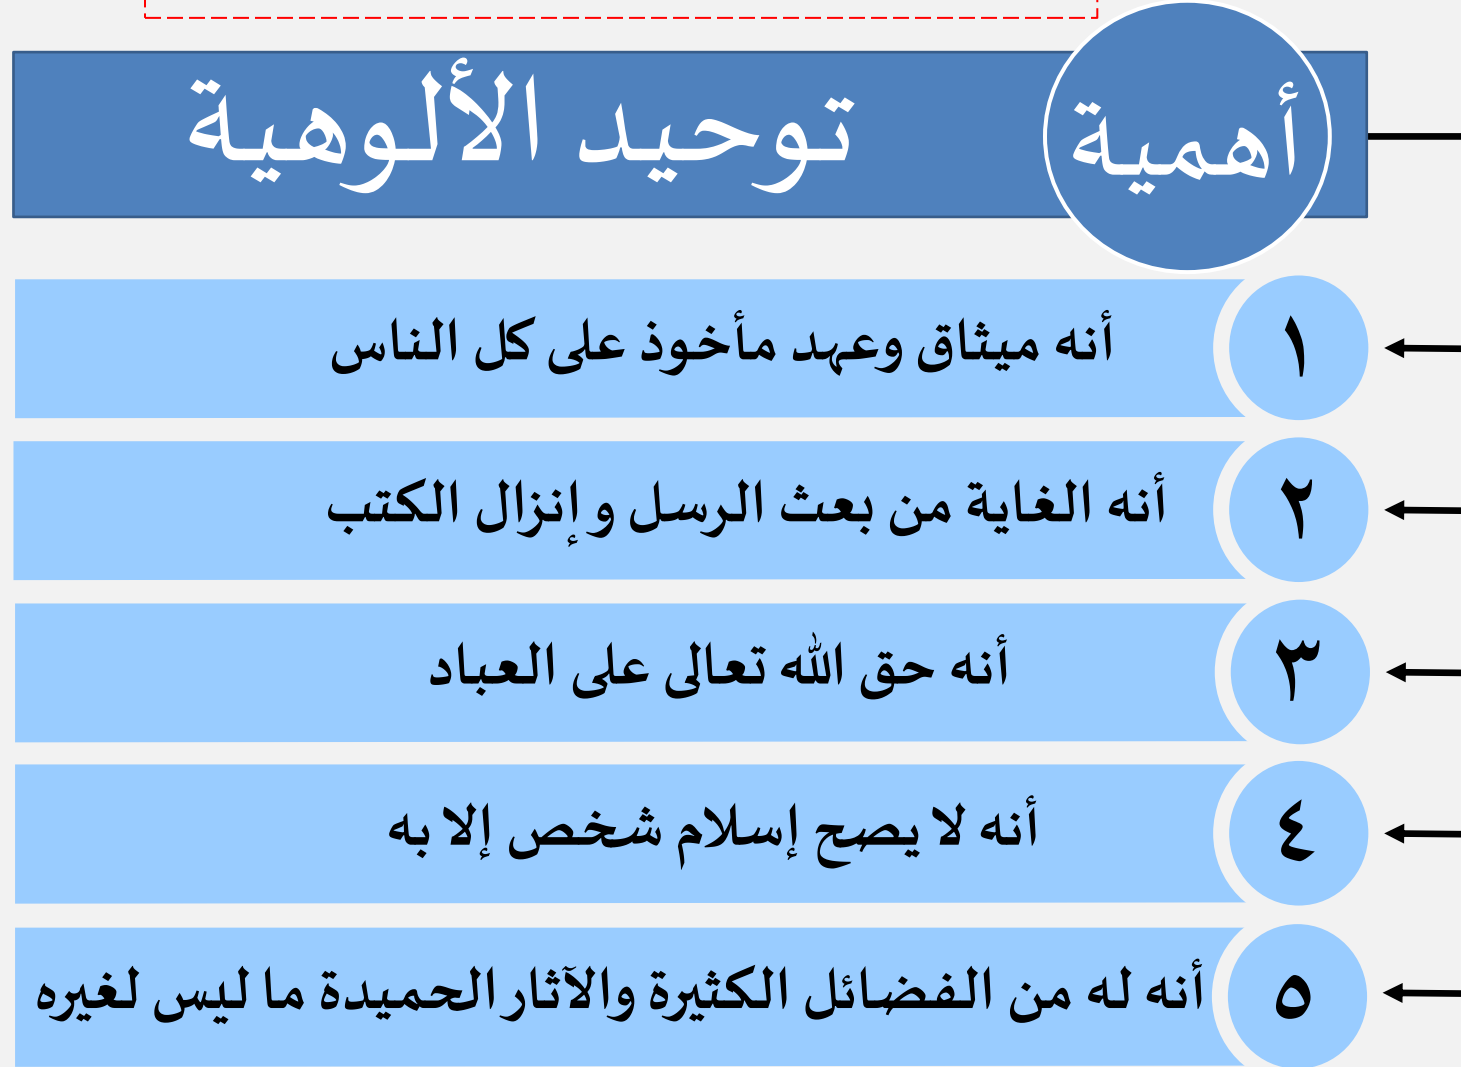 أهمية توحيد الألوهية
١ أنه ميثاق وعهد مأخوذ على كل الناس
٢ أنه الغاية من بعث الرسل وإنزال الكتب
٣ أنه حق الله تعالى على العباد
٤ أنه لا يصح إسلام شخص إلا به
٥ أنه له من الفضائل الكثيرة والآثار الحميدة ما ليس لغيره